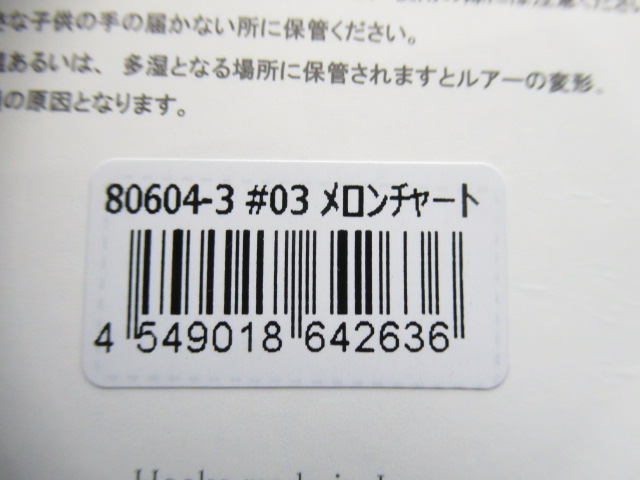 さな子供の手の届かない所に保管ください。
あるいは、多湿となる場所に保管されますとルアーの変形、
の原因となります。
80604-3 #03 メロンチャート
4 549018 642636